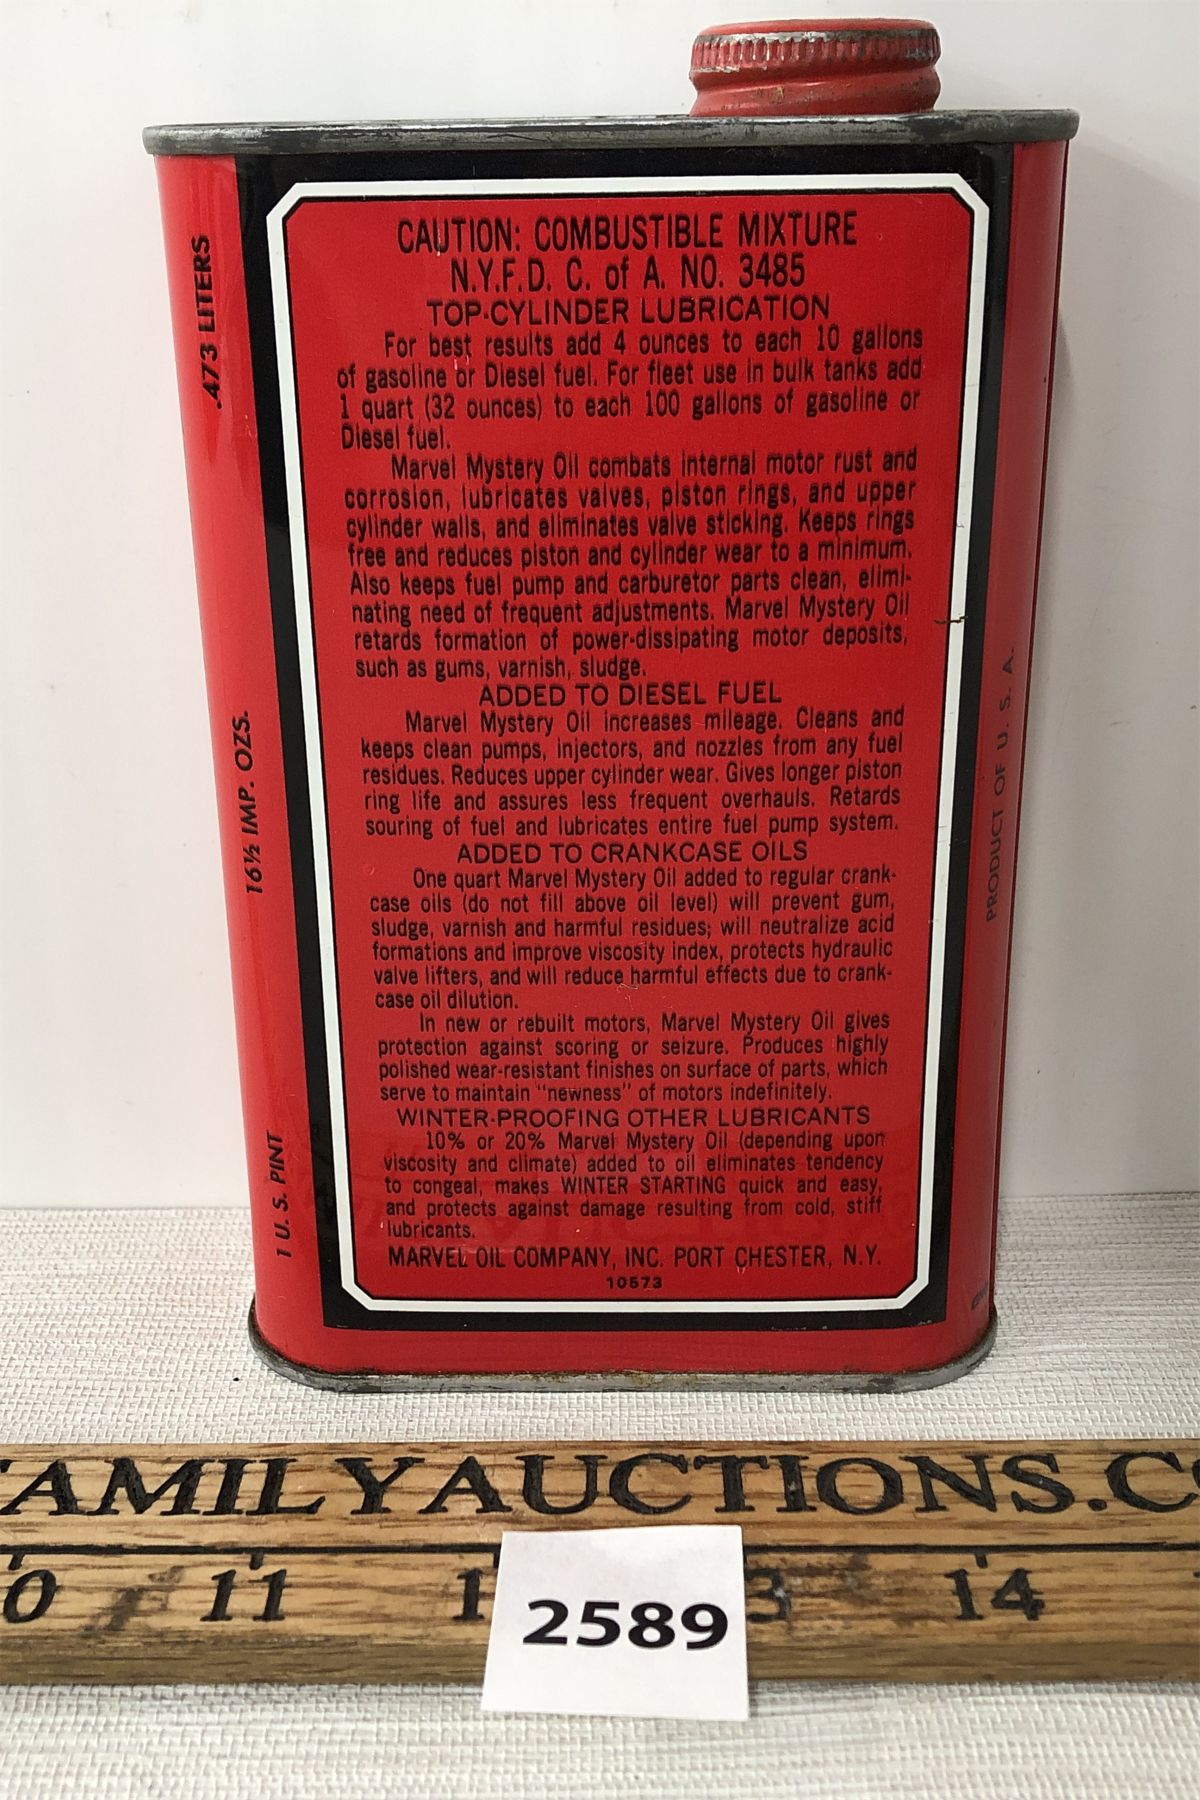 CAUTION: COMBUSTIBLE MIXTURE
N.Y.F.D. C. of A. NO. 3485
TOP-CYLINDER LUBRICATION
For best results add 4 ounces to each 10 gallons
of gasoline or Diesel fuel. For fleet use in bulk tanks add
1 quart (32 ounces) to each 100 gallons of gasoline or
Diesel fuel.
Marvel Mystery Oil combats internal motor rust and
corrosion, lubricates valves, piston rings, and upper
cylinder walls, and eliminates valve sticking. Keeps rings
free and reduces piston and cylinder wear to a minimum.
Also keeps fuel pump and carburetor parts clean, elimi-
nating need of frequent adjustments. Marvel Mystery Oil
retards formation of power-dissipating motor deposits,
such as gums, varnish, sludge.
ADDED TO DIESEL FUEL
Marvel Mystery Oil increases mileage. Cleans and
keeps clean pumps, injectors, and nozzles from any fuel
residues. Reduces upper cylinder wear. Gives longer piston
ring life and assures less frequent overhauls. Retards
souring of fuel and lubricates entire fuel pump system.
ADDED TO CRANKCASE OILS
One quart Marvel Mystery Oil added to regular crank-
case oils (do not fill above oil level) will prevent gum,
sludge, varnish and harmful residues; will neutralize acid
formations and improve viscosity index, protects hydraulic
valve lifters, and will reduce harmful effects due to crank-
case oil dilution.
In new or rebuilt motors, Marvel Mystery Oil gives
protection against scoring or seizure. Produces highly
polished wear-resistant finishes on surface of parts, which
serve to maintain "newness" of motors indefinitely.
WINTER-PROOFING OTHER LUBRICANTS
10% or 20% Marvel Mystery Oil (depending upon
viscosity and climate) added to oil eliminates tendency
to congeal, makes WINTER STARTING quick and easy,
and protects against damage resulting from cold, stiff
lubricants.
MARVEL OIL COMPANY, INC. PORT CHESTER, N.Y.
10573
1 U. S. PINT 16½ IMP. OZS. .473 LITERS
PRODUCT OF U. S. A.
FAMILYAUCTIONS.CO
0 11 1 3 14
2589